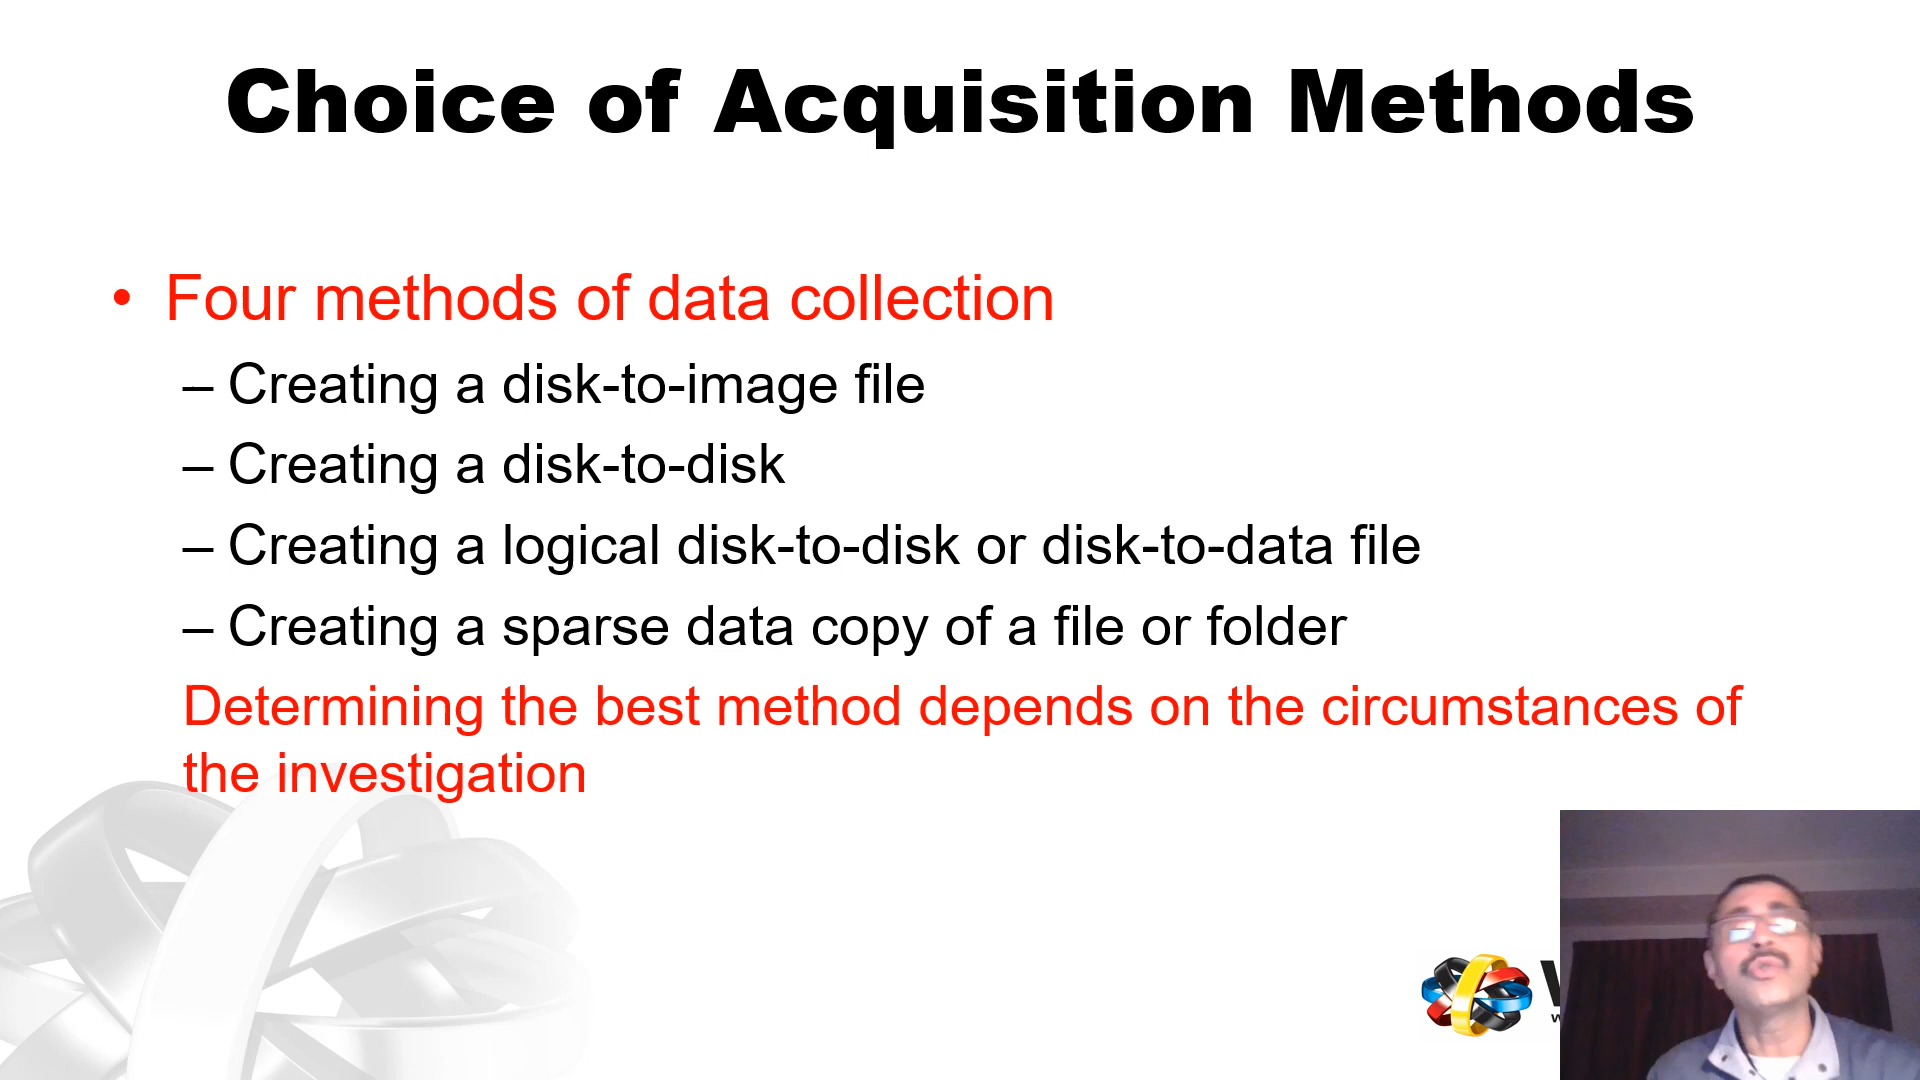 Choice of Acquisition Methods
• Four methods of data collection
– Creating a disk-to-image file
– Creating a disk-to-disk
– Creating a logical disk-to-disk or disk-to-data file
– Creating a sparse data copy of a file or folder
Determining the best method depends on the circumstances of
the investigation